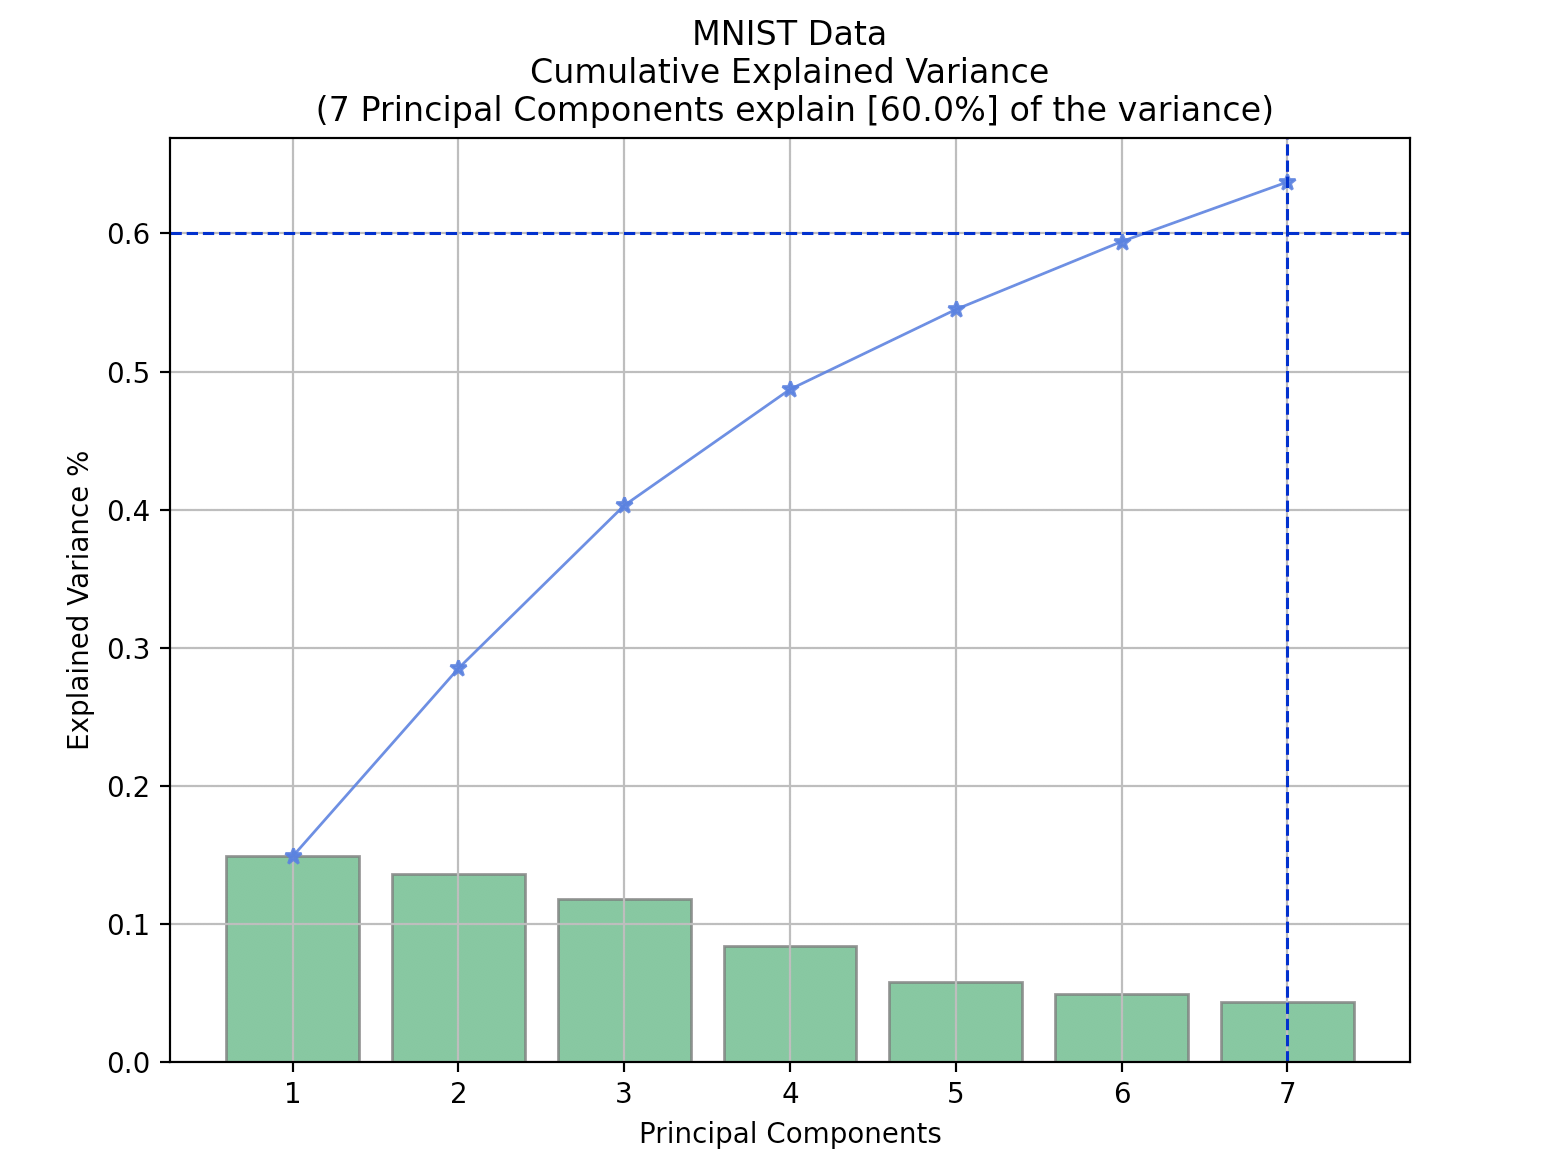 MNIST Data
Cumulative Explained Variance
(7 Principal Components explain [60.0%] of the variance)
Explained Variance %
0.6
0.5
0.4
0.3
0.2
0.1
0.0
1 2 3 4 5 6 7
Principal Components